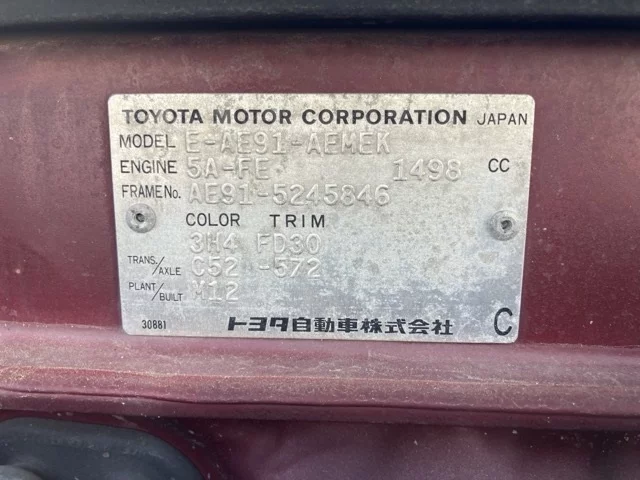 TOYOTA MOTOR CORPORATION JAPAN
MODEL E-AE91-AEMEK
ENGINE 5A-FE 1498 CC
FRAME No. AE91-5245846
COLOR TRIM
3H4 FD30
TRANS./AXLE C52 -572
PLANT/BUILT M12
30881 トヨタ自動車株式会社 C